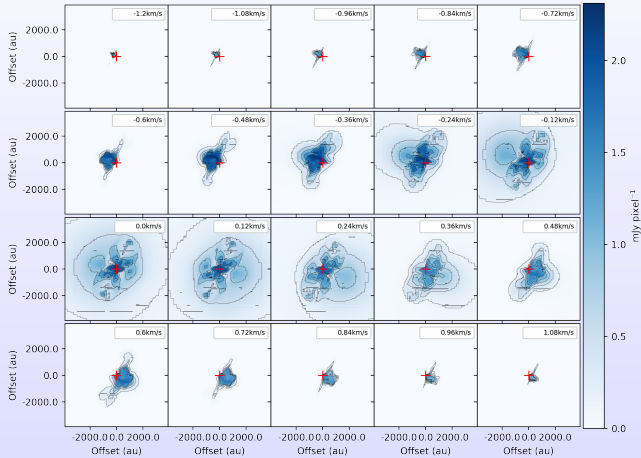 -1.2km/s -1.08km/s -0.96km/s -0.84km/s -0.72km/s
2000.0
0.0
-2000.0
Offset (au)
-0.6km/s -0.48km/s -0.36km/s -0.24km/s -0.12km/s
2000.0
0.0
-2000.0
Offset (au)
0.0km/s 0.12km/s 0.24km/s 0.36km/s 0.48km/s
2000.0
0.0
-2000.0
Offset (au)
0.6km/s 0.72km/s 0.84km/s 0.96km/s 1.08km/s
2000.0
0.0
-2000.0
Offset (au)
-2000.0 0.0 2000.0 -2000.0 0.0 2000.0 -2000.0 0.0 2000.0 -2000.0 0.0 2000.0 -2000.0 0.0 2000.0
Offset (au) Offset (au) Offset (au) Offset (au) Offset (au)
2.0
1.5
1.0
0.5
0.0
mJy pixel⁻¹